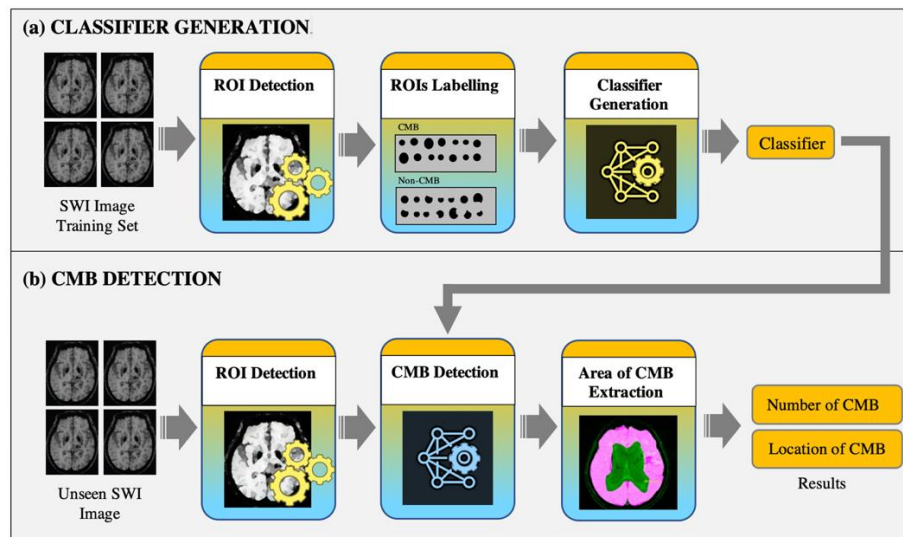 (a) CLASSIFIER GENERATION
ROI Detection
ROIs Labelling
Classifier
Generation
CMB
Non-CMB
Classifier
SWI Image
Training Set
(b) CMB DETECTION
ROI Detection
CMB Detection
Area of CMB
Extraction
Number of CMB
Location of CMB
Results
Unseen SWI
Image